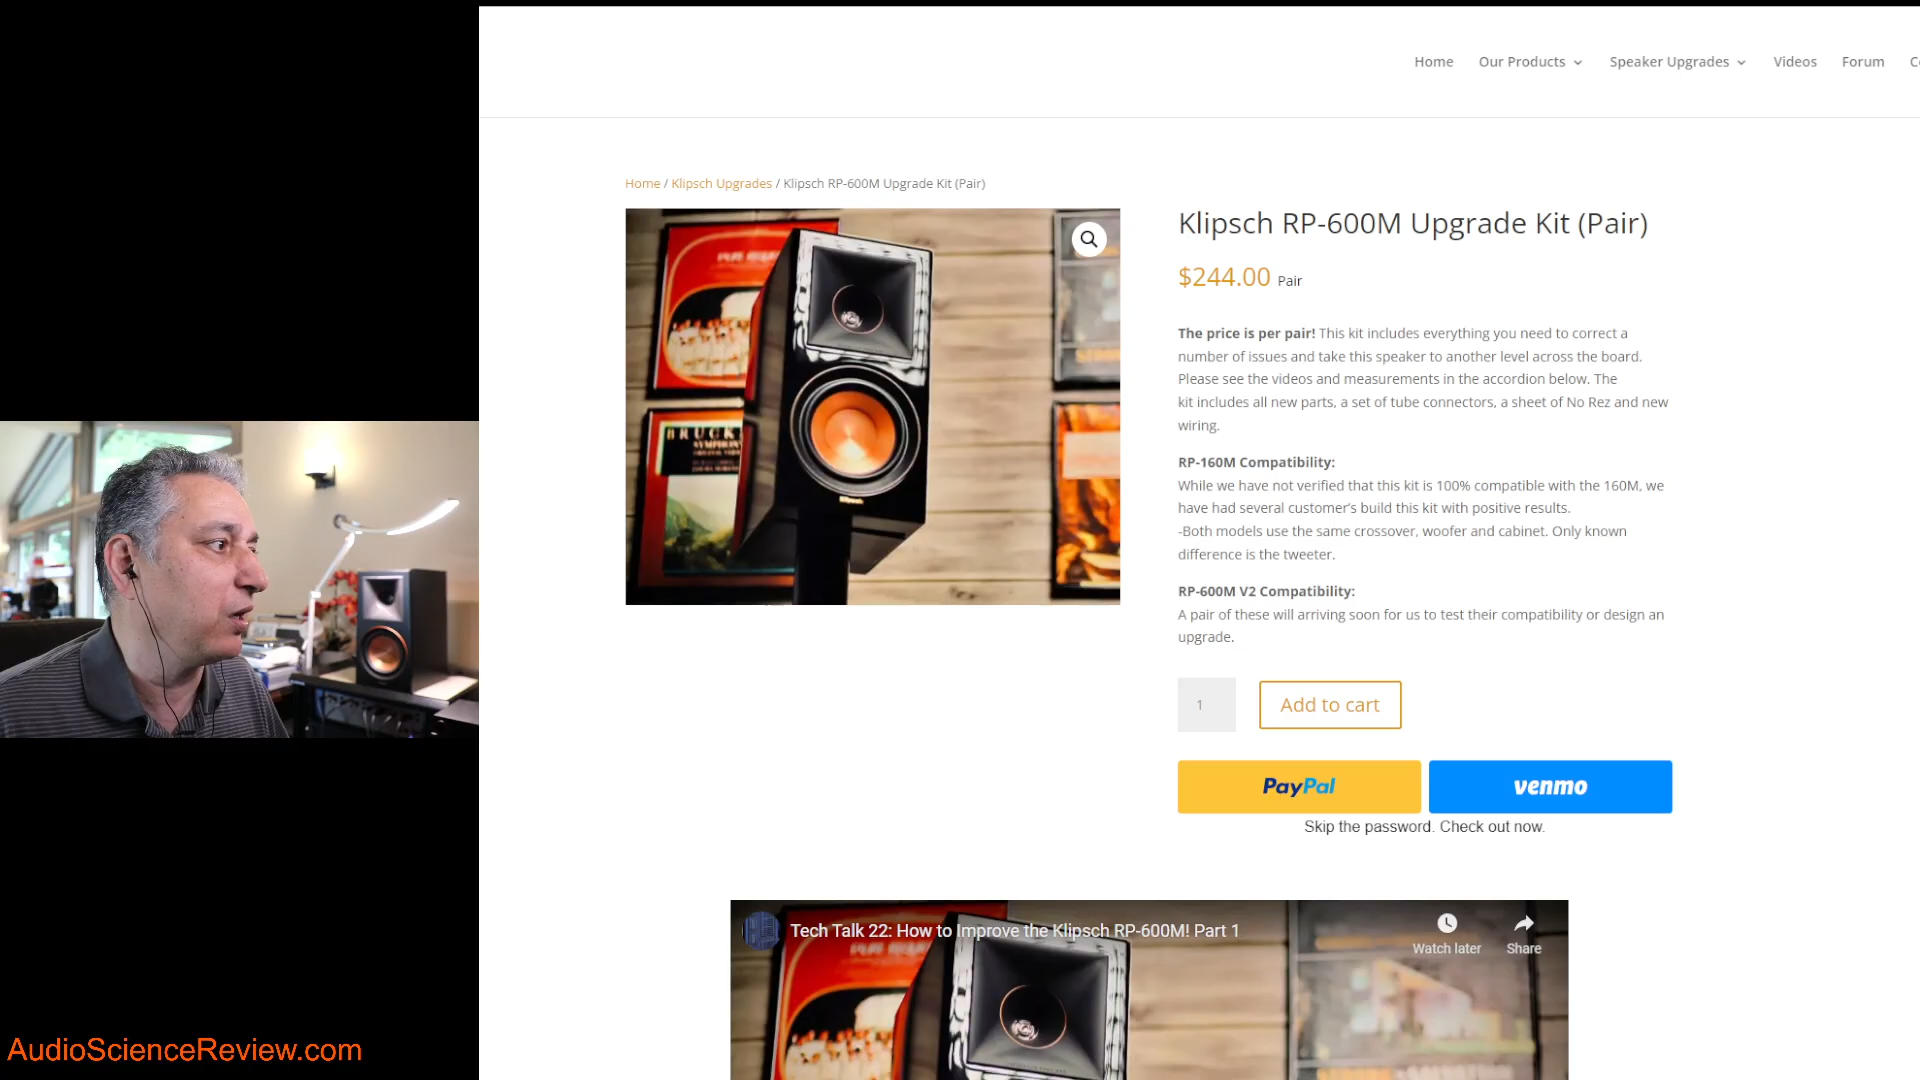 Home Our Products Speaker Upgrades Videos Forum
Home / Klipsch Upgrades / Klipsch RP-600M Upgrade Kit (Pair)
Klipsch RP-600M Upgrade Kit (Pair)
$244.00 Pair
The price is per pair! This kit includes everything you need to correct a
number of issues and take this speaker to another level across the board.
Please see the videos and measurements in the accordion below. The
kit includes all new parts, a set of tube connectors, a sheet of No Rez and new
wiring.
RP-160M Compatibility:
While we have not verified that this kit is 100% compatible with the 160M, we
have had several customer's build this kit with positive results.
-Both models use the same crossover, woofer and cabinet. Only known
difference is the tweeter.
RP-600M V2 Compatibility:
A pair of these will arriving soon for us to test their compatibility or design an
upgrade.
1
Add to cart
PayPal
venmo
Skip the password. Check out now.
Tech Talk 22: How to Improve the Klipsch RP-600M! Part 1
Watch later
Share
AudioScienceReview.com